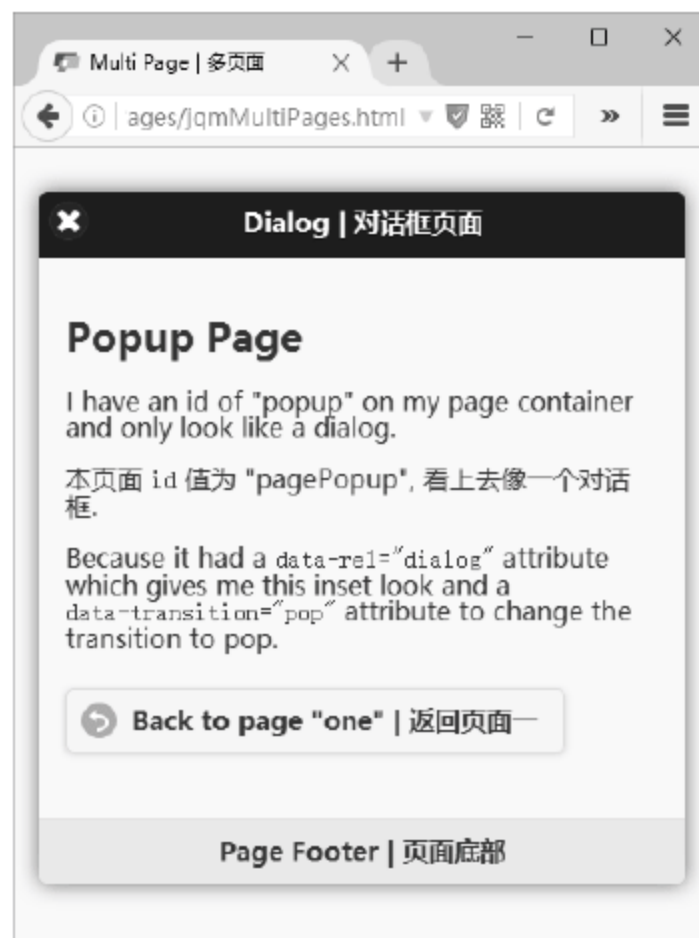 Multi Page | 多页面
ages/jqmMultiPages.html
Dialog | 对话框页面
Popup Page
I have an id of "popup" on my page container
and only look like a dialog.
本页面 id 值为 "pagePopup", 看上去像一个对话
框.
Because it had a data-rel="dialog" attribute
which gives me this inset look and a
data-transition="pop" attribute to change the
transition to pop.
Back to page "one" | 返回页面一
Page Footer | 页面底部